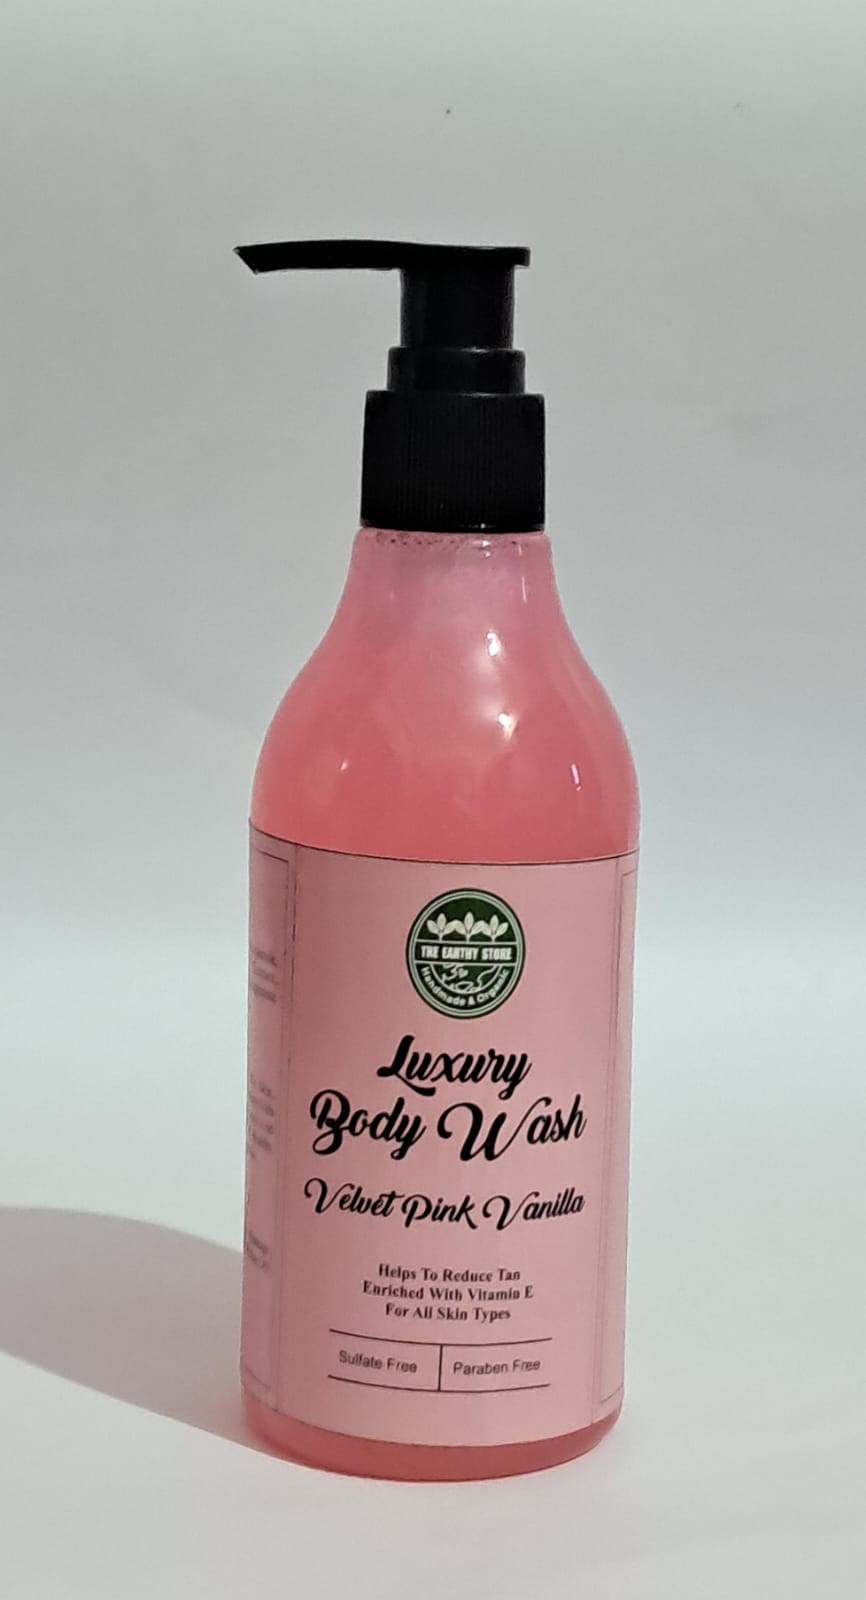 THE EARTHY STORE
Handmade & Organic
Luxury
Body Wash
Velvet Pink Vanilla
Helps To Reduce Tan
Enriched With Vitamin E
For All Skin Types
Sulfate Free
Paraben Free